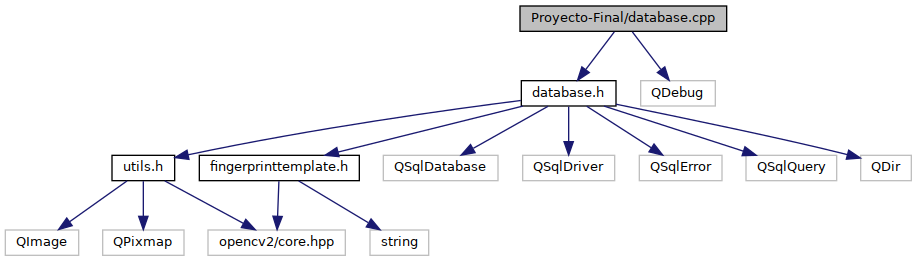 Proyecto-Final/database.cpp
database.h
QDebug
utils.h
fingerprinttemplate.h
QSqlDatabase
QSqlDriver
QSqlError
QSqlQuery
QDir
QImage
QPixmap
opencv2/core.hpp
string